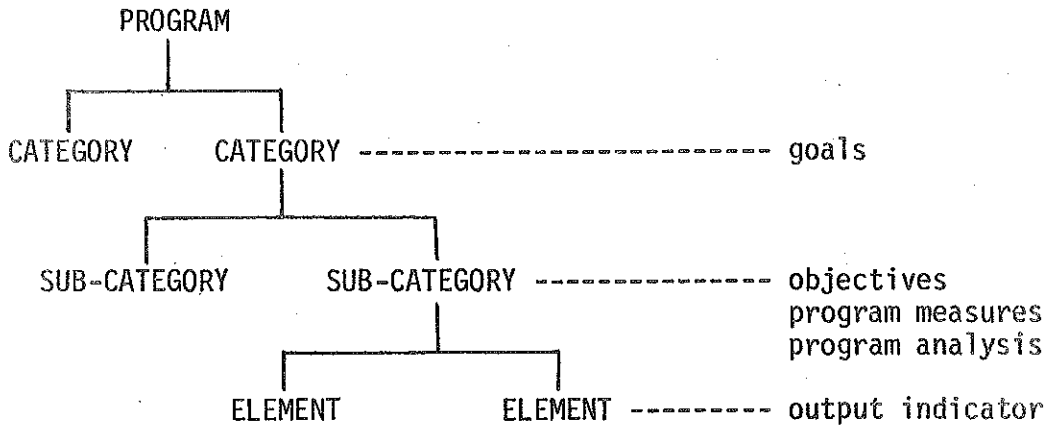 PROGRAM
CATEGORY CATEGORY goals
SUB-CATEGORY SUB-CATEGORY objectives
program measures
program analysis
ELEMENT ELEMENT output indicator